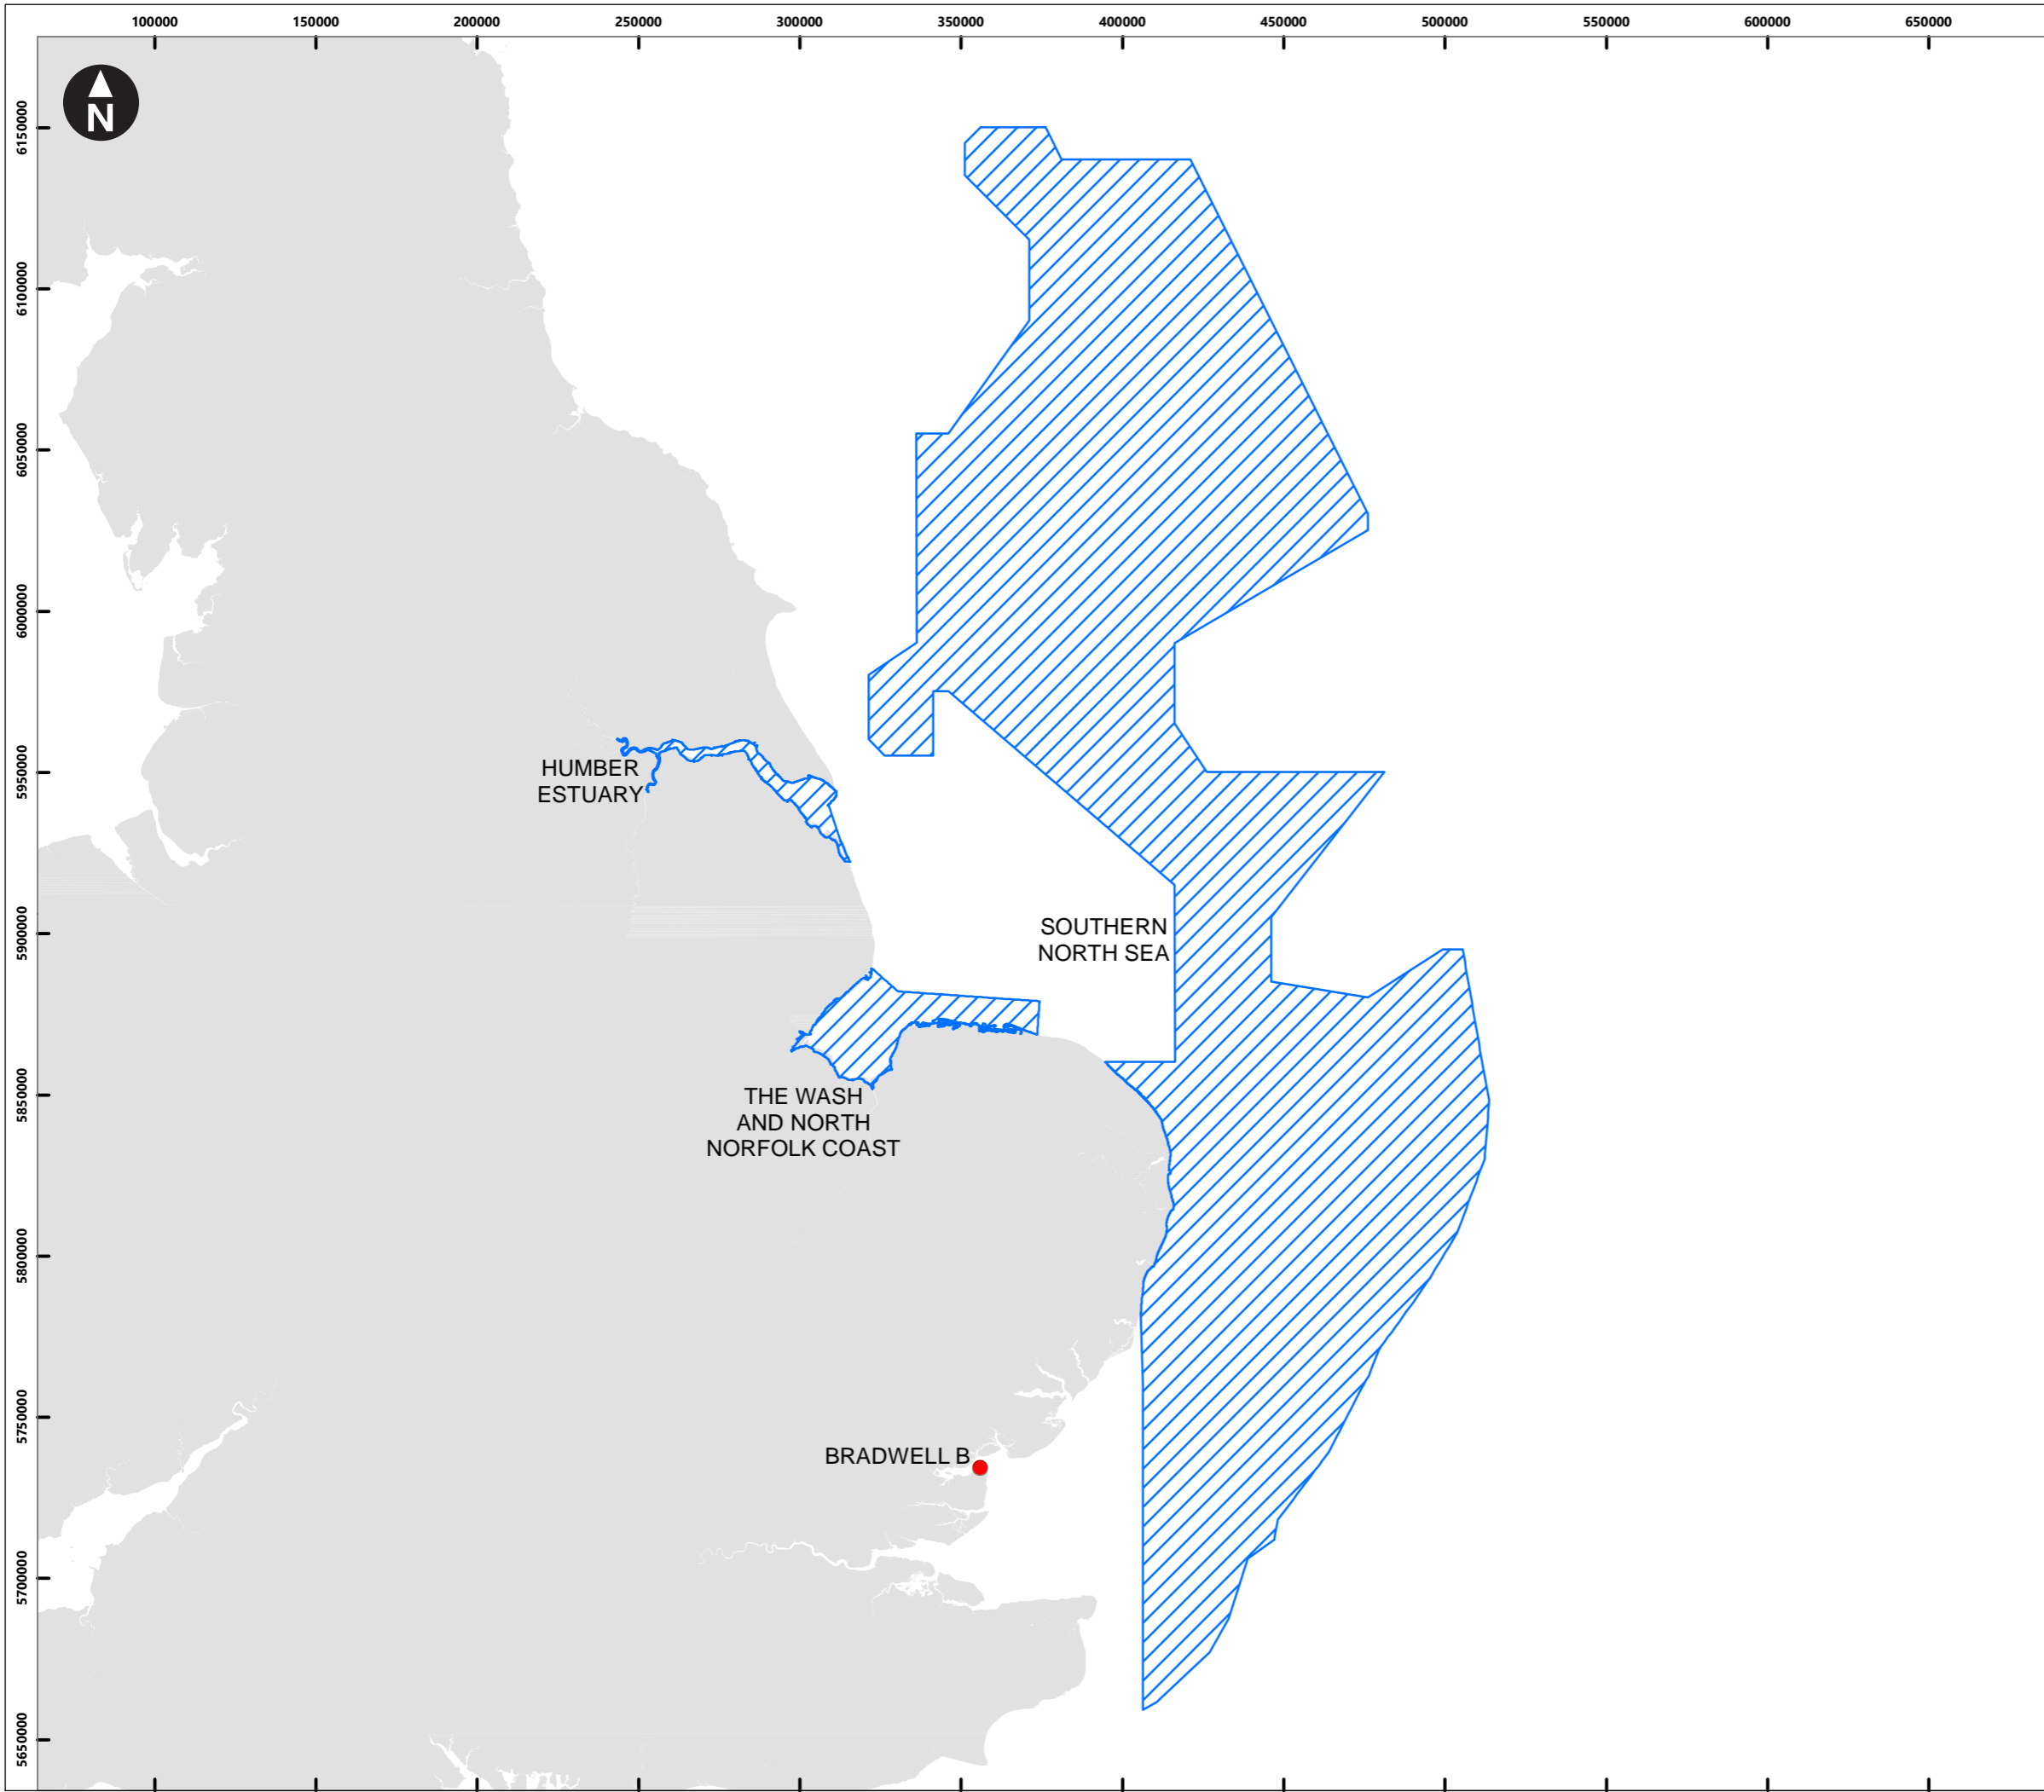 100000 150000 200000 250000 300000 350000 400000 450000 500000 550000 600000 650000
N
6150000
6100000
6050000
6000000
5950000
5900000
5850000
5800000
5750000
5700000
5650000
HUMBER
ESTUARY
SOUTHERN
NORTH SEA
THE WASH
AND NORTH
NORFOLK COAST
BRADWELL B